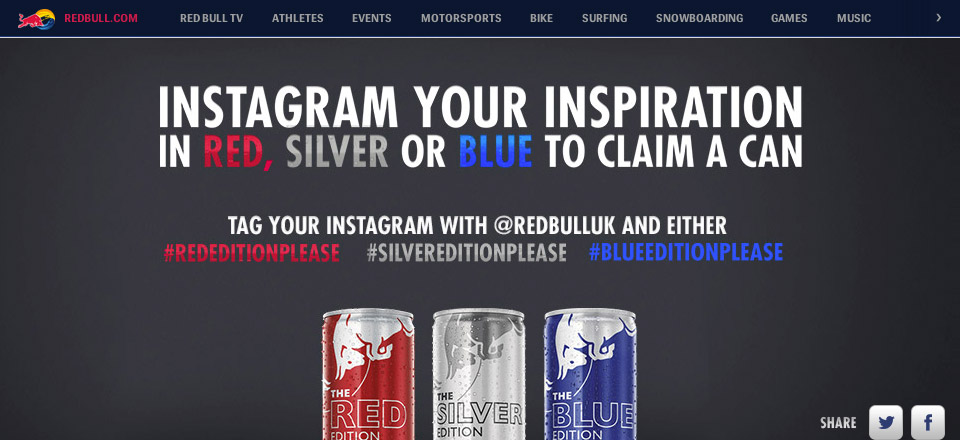 REDBULL.COM RED BULL TV ATHLETES EVENTS MOTORSPORTS BIKE SURFING SNOWBOARDING GAMES MUSIC ›
INSTAGRAM YOUR INSPIRATION
IN RED, SILVER OR BLUE TO CLAIM A CAN
TAG YOUR INSTAGRAM WITH @REDBULLUK AND EITHER
#REDEDITIONPLEASE #SILVEREDITIONPLEASE #BLUEEDITIONPLEASE
THE
RED
EDITION
THE
SILVER
EDITION
THE
BLUE
EDITION
SHARE